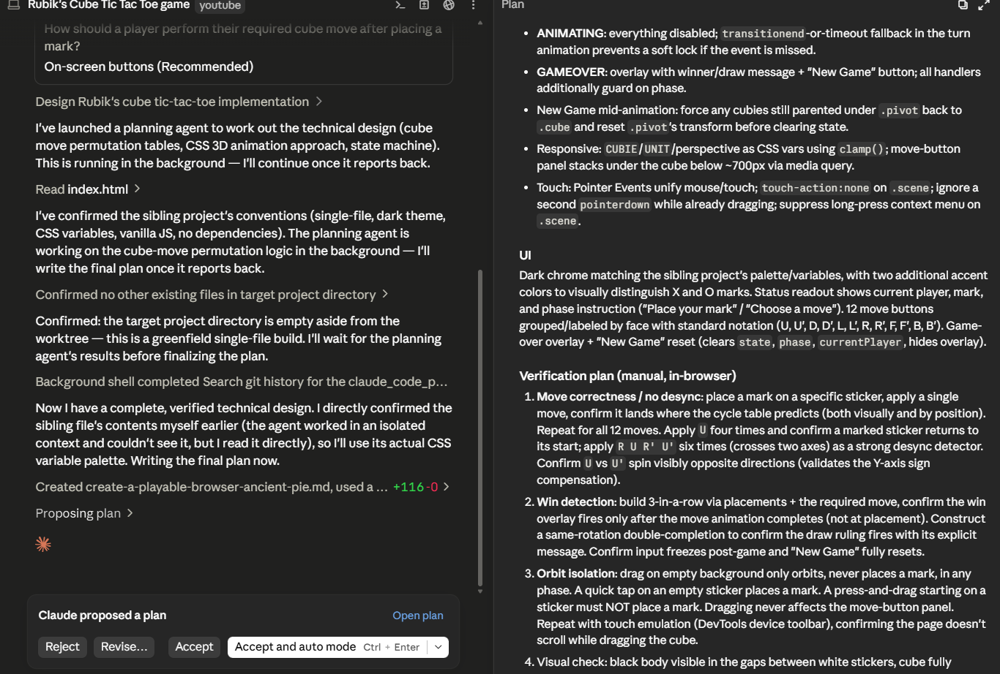 Rubik's Cube Tic Tac Toe game youtube
How should a player perform their required cube move after placing a
mark?
On-screen buttons (Recommended)
Design Rubik's cube tic-tac-toe implementation
I've launched a planning agent to work out the technical design (cube
move permutation tables, CSS 3D animation approach, state machine).
This is running in the background — I'll continue once it reports back.
Read index.html
I've confirmed the sibling project's conventions (single-file, dark theme,
CSS variables, vanilla JS, no dependencies). The planning agent is
working on the cube-move permutation logic in the background — I'll
write the final plan once it reports back.
Confirmed no other existing files in target project directory
Confirmed: the target project directory is empty aside from the
worktree — this is a greenfield single-file build. I'll wait for the planning
agent's results before finalizing the plan.
Background shell completed Search git history for the claude_code_p...
Now I have a complete, verified technical design. I directly confirmed the
sibling file's contents myself earlier (the agent worked in an isolated
context and couldn't see it, but I read it directly), so I'll use its actual CSS
variable palette. Writing the final plan now.
Created create-a-playable-browser-ancient-pie.md, used a ... +116 -0
Proposing plan
Claude proposed a plan
Open plan
Reject
Revise...
Accept
Accept and auto mode Ctrl + Enter
Plan
• ANIMATING: everything disabled; transitionend-or-timeout fallback in the turn
animation prevents a soft lock if the event is missed.
• GAMEOVER: overlay with winner/draw message + "New Game" button; all handlers
additionally guard on phase.
• New Game mid-animation: force any cubies still parented under .pivot back to
.cube and reset .pivot's transform before clearing state.
• Responsive: CUBIE/UNIT/perspective as CSS vars using clamp(); move-button
panel stacks under the cube below ~700px via media query.
• Touch: Pointer Events unify mouse/touch; touch-action:none on .scene; ignore a
second pointerdown while already dragging; suppress long-press context menu on
.scene.
UI
Dark chrome matching the sibling project's palette/variables, with two additional accent
colors to visually distinguish X and O marks. Status readout shows current player, mark,
and phase instruction ("Place your mark" / "Choose a move"). 12 move buttons
grouped/labeled by face with standard notation (U, U', D, D', L, L', R, R', F, F', B, B'). Game-
over overlay + "New Game" reset (clears state, phase, currentPlayer, hides overlay).
Verification plan (manual, in-browser)
1. Move correctness / no desync: place a mark on a specific sticker, apply a single
move, confirm it lands where the cycle table predicts (both visually and by position).
Repeat for all 12 moves. Apply U four times and confirm a marked sticker returns to
its start; apply R U R' U' six times (crosses two axes) as a strong desync detector.
Confirm U vs U' spin visibly opposite directions (validates the Y-axis sign
compensation).
2. Win detection: build 3-in-a-row via placements + the required move, confirm the win
overlay fires only after the move animation completes (not at placement). Construct
a same-rotation double-completion to confirm the draw ruling fires with its explicit
message. Confirm input freezes post-game and "New Game" fully resets.
3. Orbit isolation: drag on empty background only orbits, never places a mark, in any
phase. A quick tap on an empty sticker places a mark. A press-and-drag starting on a
sticker must NOT place a mark. Dragging never affects the move-button panel.
Repeat with touch emulation (DevTools device toolbar), confirming the page doesn't
scroll while dragging the cube.
4. Visual check: black body visible in the gaps between white stickers, cube fully